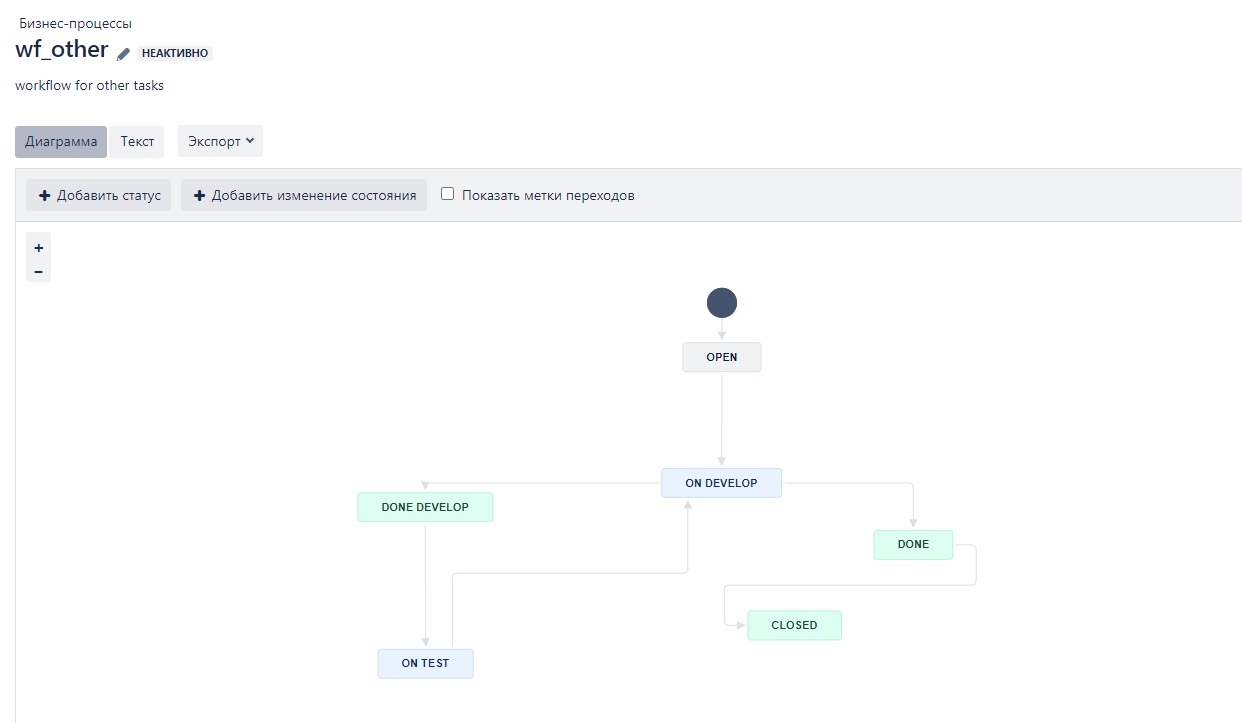 Бизнес-процессы
wf_other НЕАКТИВНО
workflow for other tasks
Диаграмма Текст Экспорт
+ Добавить статус + Добавить изменение состояния Показать метки переходов
+
−
OPEN
ON DEVELOP
DONE DEVELOP
DONE
CLOSED
ON TEST